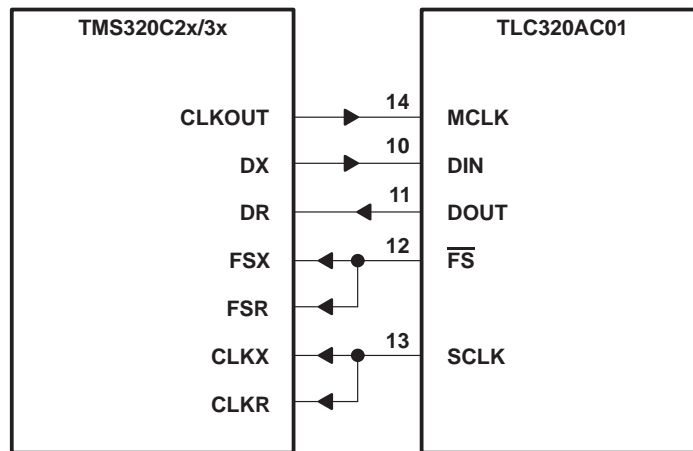 TMS320C2x/3x TLC320AC01
CLKOUT 14 MCLK
DX 10 DIN
DR 11 DOUT
FSX 12 F̅S̅
FSR
CLKX 13 SCLK
CLKR